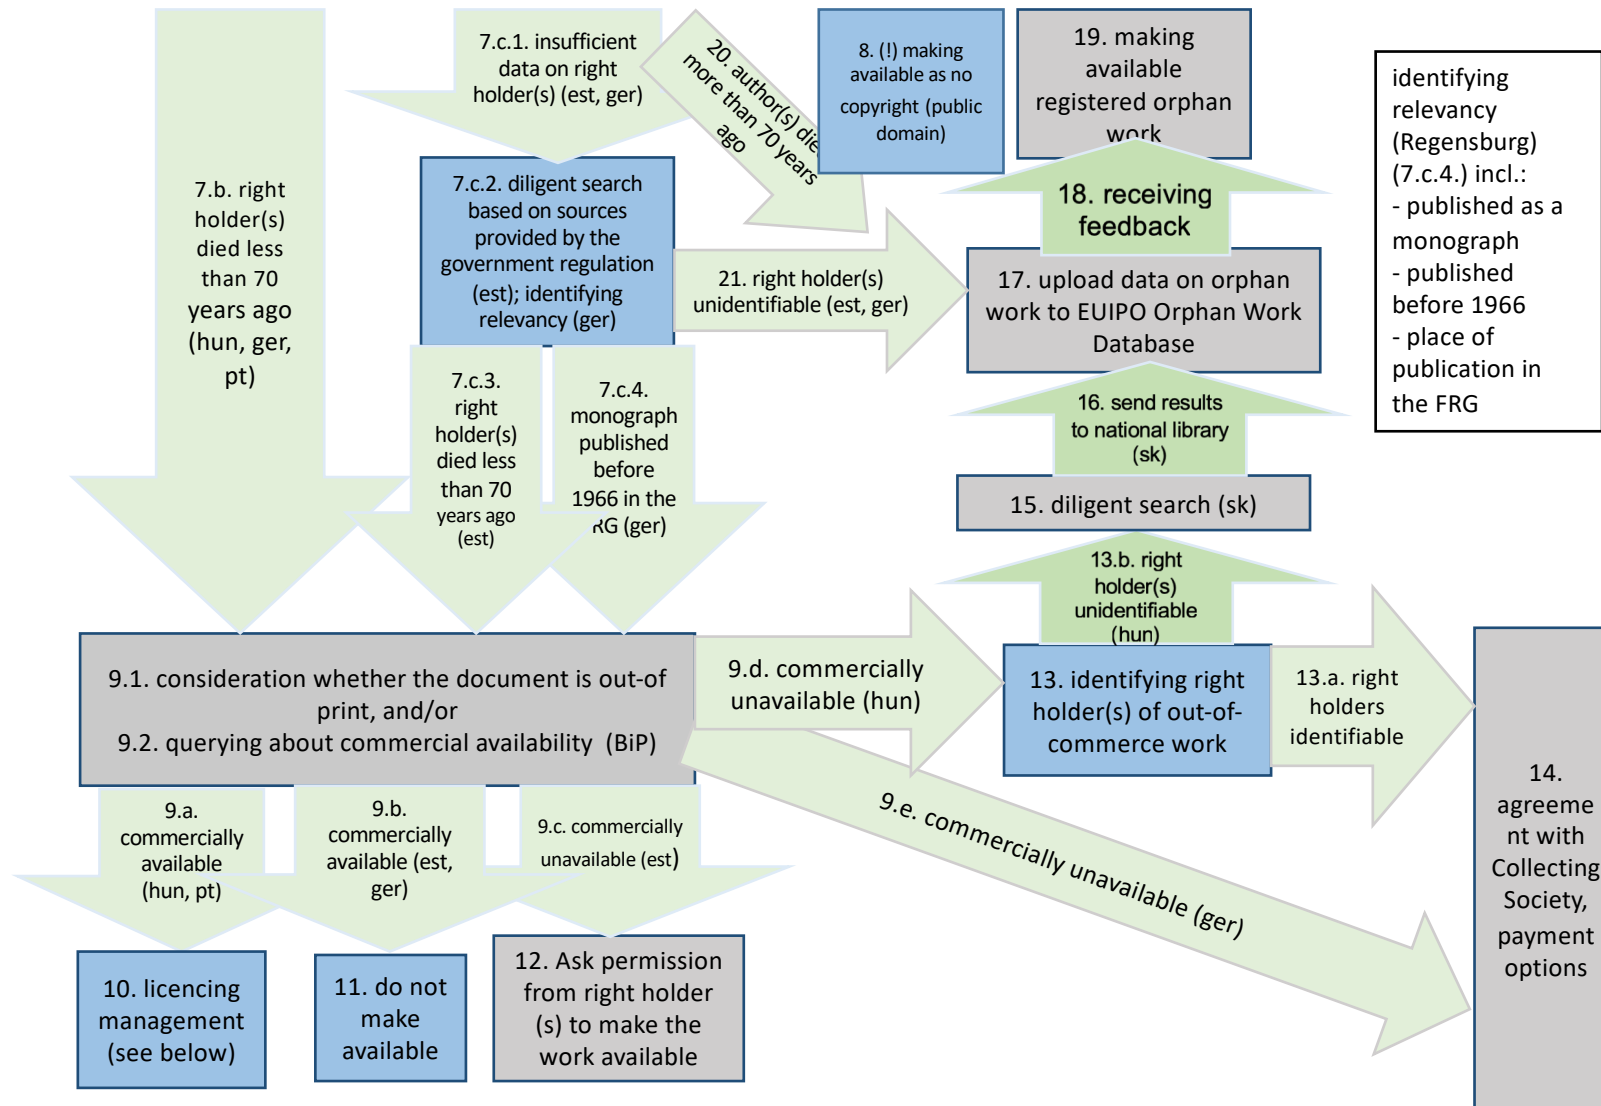 7.b. right
holder(s)
died less
than 70
years ago
(hun, ger,
pt)
7.c.1. insufficient
data on right
holder(s) (est, ger)
20. author(s) died
more than 70 years
ago
8. (!) making
available as no
copyright (public
domain)
19. making
available
registered orphan
work
identifying
relevancy
(Regensburg)
(7.c.4.) incl.:
- published as a
monograph
- published
before 1966
- place of
publication in
the FRG
7.c.2. diligent search
based on sources
provided by the
government regulation
(est); identifying
relevancy (ger)
18. receiving
feedback
21. right holder(s)
unidentifiable (est, ger)
17. upload data on orphan
work to EUIPO Orphan Work
Database
7.c.3.
right
holder(s)
died less
than 70
years ago
(est)
7.c.4.
monograph
published
before
1966 in the
FRG (ger)
16. send results
to national library
(sk)
15. diligent search (sk)
13.b. right
holder(s)
unidentifiable
(hun)
9.1. consideration whether the document is out-of
print, and/or
9.2. querying about commercial availability (BiP)
9.d. commercially
unavailable (hun)
13. identifying right
holder(s) of out-of-
commerce work
13.a. right
holders
identifiable
14.
agreeme
nt with
Collecting
Society,
payment
options
9.e. commercially unavailable (ger)
9.a.
commercially
available
(hun, pt)
9.b.
commercially
available (est,
ger)
9.c. commercially
unavailable (est)
10. licencing
management
(see below)
11. do not
make
available
12. Ask permission
from right holder
(s) to make the
work available